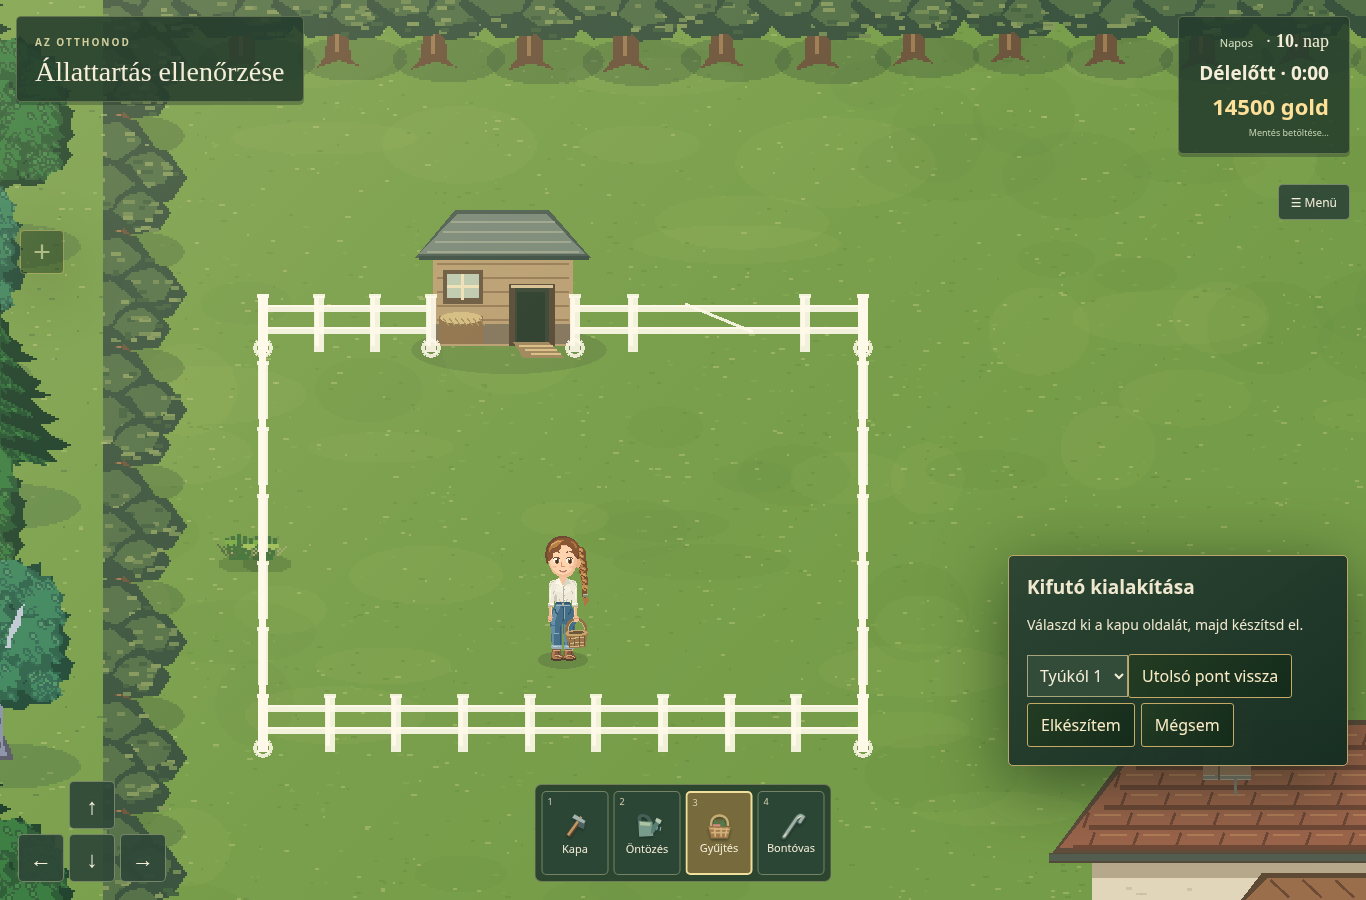 AZ OTTHONOD
Állattartás ellenőrzése
Napos · 10. nap
Délelőtt · 0:00
14500 gold
Mentés betöltése…
☰ Menü
+
Kifutó kialakítása
Válaszd ki a kapu oldalát, majd készítsd el.
Tyúkól 1
Utolsó pont vissza
Elkészítem
Mégsem
↑
← ↓ →
1 Kapa
2 Öntözés
3 Gyűjtés
4 Bontóvas